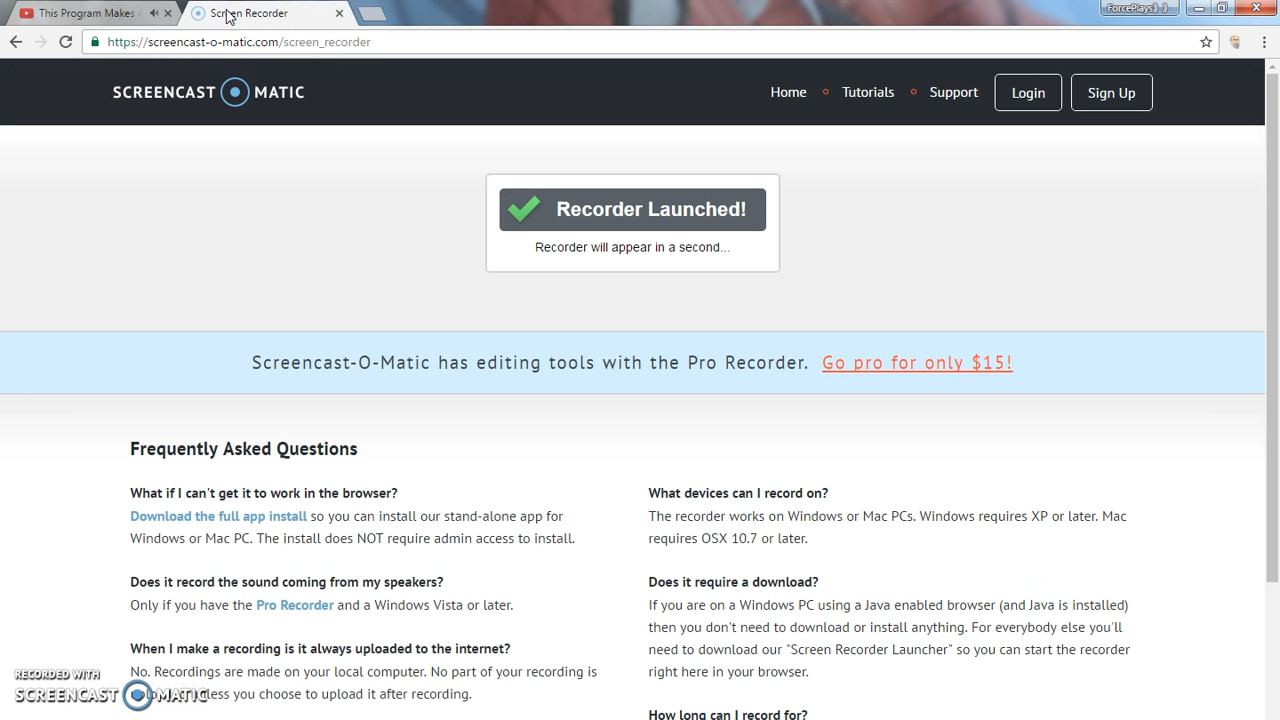 This Program Makes
Screen Recorder
ForcePlays
https://screencast-o-matic.com/screen_recorder
SCREENCAST MATIC
Home
Tutorials
Support
Login
Sign Up
Recorder Launched!
Recorder will appear in a second...
Screencast-O-Matic has editing tools with the Pro Recorder. Go pro for only $15!
Frequently Asked Questions
What if I can't get it to work in the browser?
Download the full app install so you can install our stand-alone app for
Windows or Mac PC. The install does NOT require admin access to install.
Does it record the sound coming from my speakers?
Only if you have the Pro Recorder and a Windows Vista or later.
When I make a recording is it always uploaded to the internet?
No. Recordings are made on your local computer. No part of your recording is
unless you choose to upload it after recording.
What devices can I record on?
The recorder works on Windows or Mac PCs. Windows requires XP or later. Mac
requires OSX 10.7 or later.
Does it require a download?
If you are on a Windows PC using a Java enabled browser (and Java is installed)
then you don't need to download or install anything. For everybody else you'll
need to download our "Screen Recorder Launcher" so you can start the recorder
right here in your browser.
How long can I record for?
RECORDED WITH
SCREENCAST MATIC